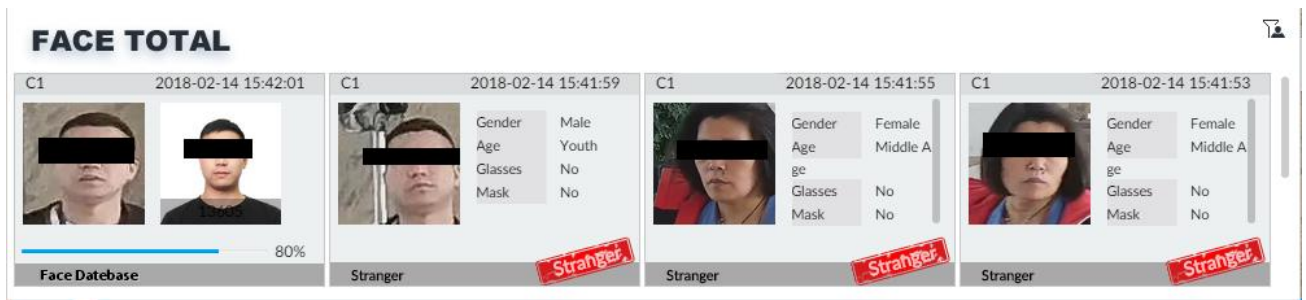 FACE TOTAL
C1 2018-02-14 15:42:01
13605
80%
Face Datebase
C1 2018-02-14 15:41:59
Gender Male
Age Youth
Glasses No
Mask No
Stranger
Stranger
C1 2018-02-14 15:41:55
Gender Female
Age Middle A
ge
Glasses No
Mask No
Stranger
Stranger
C1 2018-02-14 15:41:53
Gender Female
Age Middle A
ge
Glasses No
Mask No
Stranger
Stranger